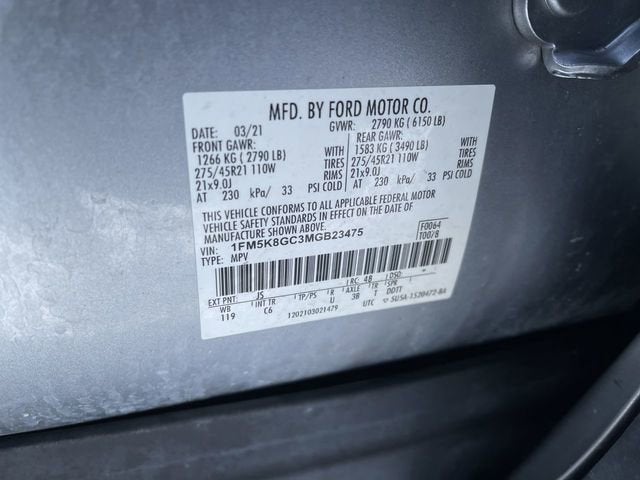 MFD. BY FORD MOTOR CO.
DATE: 03/21 GVWR: 2790 KG ( 6150 LB)
FRONT GAWR: REAR GAWR:
1266 KG ( 2790 LB) WITH 1583 KG ( 3490 LB) WITH
275/45R21 110W TIRES 275/45R21 110W TIRES
21x9.0J RIMS 21x9.0J RIMS
AT 230 kPa/ 33 PSI COLD AT 230 kPa/ 33 PSI COLD
THIS VEHICLE CONFORMS TO ALL APPLICABLE FEDERAL MOTOR
VEHICLE SAFETY STANDARDS IN EFFECT ON THE DATE OF
MANUFACTURE SHOWN ABOVE.
VIN: 1FM5K8GC3MGB23475 F0064
TYPE: MPV T0078
EXT PNT: JS RC: 48 DSO:
WB INT TR TP/PS R AXLE TR SPR
119 C6 U 3B T DDTT
1202103021479 UTC 5USA-1520472-BA